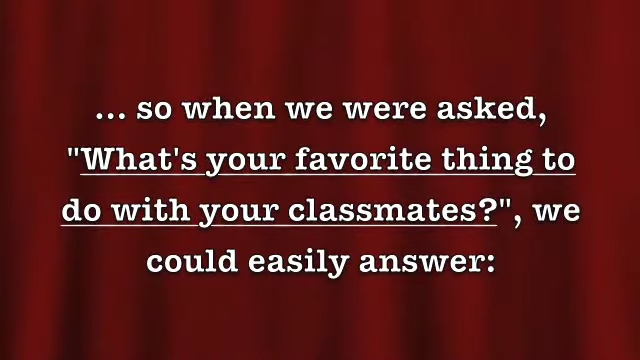 ... so when we were asked,
"What's your favorite thing to
do with your classmates?", we
could easily answer: